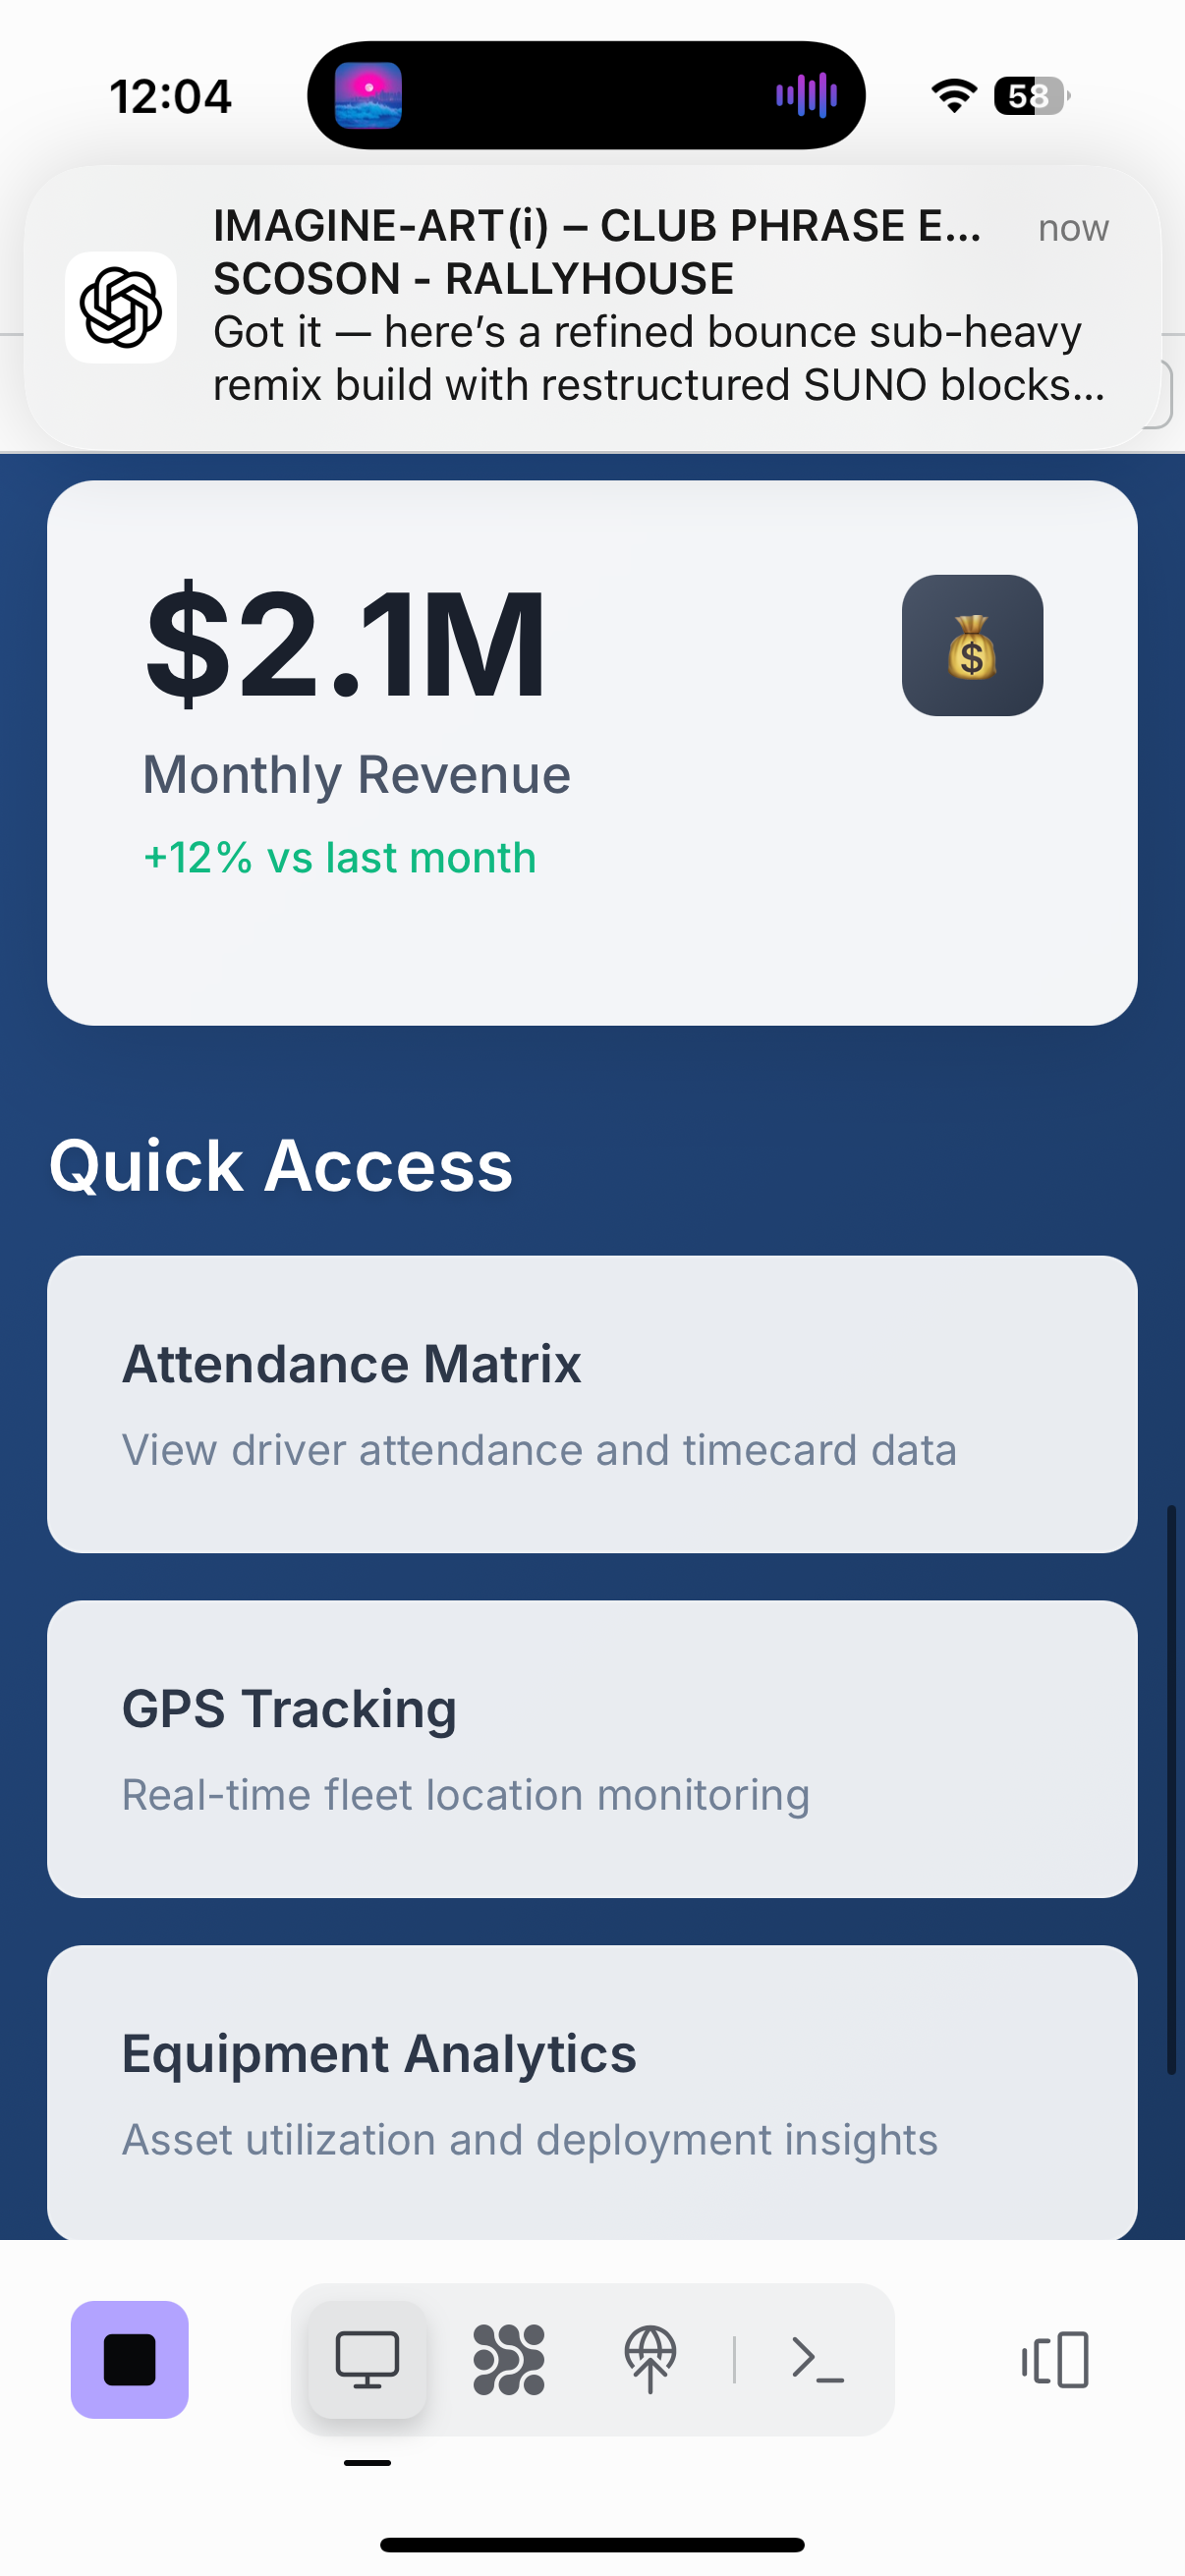 12:04
58
IMAGINE-ART(i) – CLUB PHRASE E...
now
SCOSON - RALLYHOUSE
Got it — here’s a refined bounce sub-heavy
remix build with restructured SUNO blocks...
$2.1M
Monthly Revenue
+12% vs last month
Quick Access
Attendance Matrix
View driver attendance and timecard data
GPS Tracking
Real-time fleet location monitoring
Equipment Analytics
Asset utilization and deployment insights